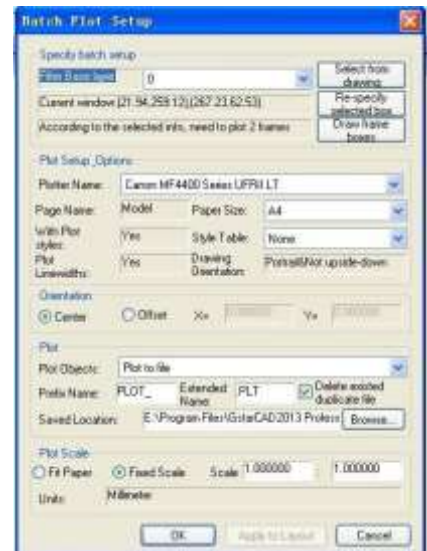 Batch Plot Setup
Specify batch setup
Filter Base layer 0 Select from drawing
Current window (21.94,259.12),(267.23,62.53) Re-specify selected box
According to the selected info, need to plot 2 frames Draw frame boxes
Plot Setup Options
Plotter Name: Canon MF4400 Series UFRII LT
Page Name: Model Paper Size: A4
With Plot styles: Yes Style Table: None
Plot Linewidths: Yes Drawing Orientation: Portrait&Not upside-down
Orientation
Center Offset X= Y=
Plot
Plot Objects: Plot to file
Prefix Name: PLOT_ Extended Name: .PLT Delete existed duplicate file
Saved Location: E:\Program Files\GstarCAD2013 Profess Browse...
Plot Scale
Fit Paper Fixed Scale Scale 1.000000 : 1.000000
Units: Millimeter
OK Apply to Layout Cancel